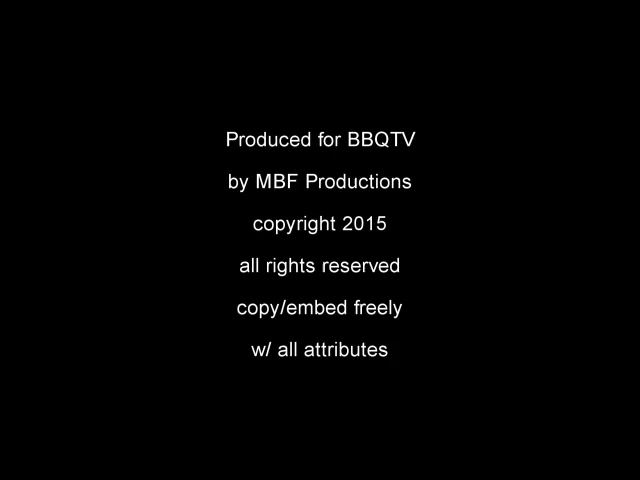 Produced for BBQTV
by MBF Productions
copyright 2015
all rights reserved
copy/embed freely
w/ all attributes